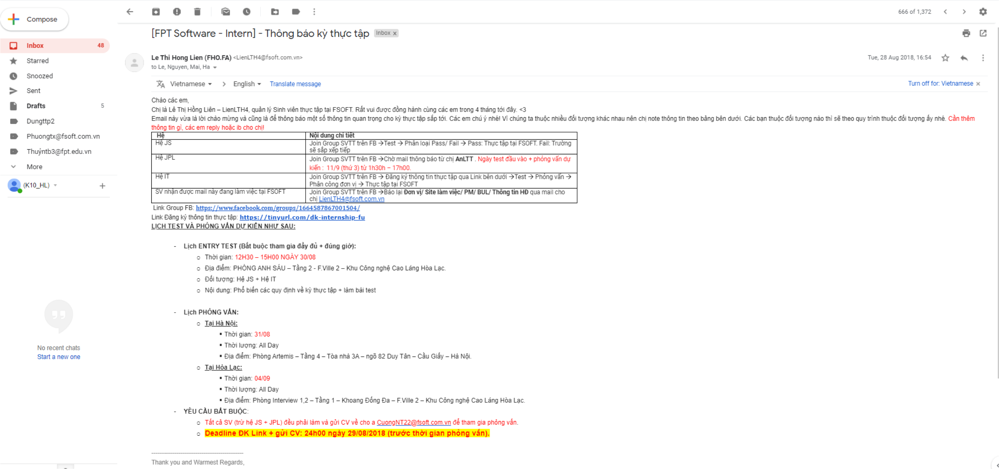 Compose
666 of 1,372
[FPT Software - Intern] - Thông báo kỳ thực tập Inbox x
Inbox 48
Starred
Snoozed
Sent
Drafts 5
Dungttp2
Phuongtx@fsoft.com.vn
Thuỷntb3@fpt.edu.vn
More
(K10_HL)
No recent chats
Start a new one
Le Thi Hong Lien (FHO.FA) <LienLTH4@fsoft.com.vn>
Tue, 28 Aug 2018, 16:54
to Le, Nguyen, Mai, Ha
Vietnamese > English Translate message
Turn off for: Vietnamese x
Chào các em,
Chị là Lê Thị Hồng Liên – LienLTH4, quản lý Sinh viên thực tập tại FSOFT. Rất vui được đồng hành cùng các em trong 4 tháng tới đây. <3
Email này vừa là lời chào mừng và cũng là để thông báo một số thông tin quan trọng cho kỳ thực tập sắp tới. Các em chú ý nhé! Vì chúng ta thuộc nhiều đối tượng khác nhau nên chị note thông tin theo bảng bên dưới. Các bạn thuộc đối tượng nào thì sẽ theo quy trình thuộc đối tượng ấy nhé. Cần thêm
thông tin gì, các em reply hoặc ib cho chị!
Hệ Nội dung chi tiết
Hệ JS Join Group SVTT trên FB →Test → Phân loại Pass/ Fail → Pass: Thực tập tại FSOFT. Fail: Trường
sẽ sắp xếp tiếp
Hệ JPL Join Group SVTT trên FB →Chờ mail thông báo từ chị AnLTT . Ngày test đầu vào + phỏng vấn dự
kiến : 11/9 (thứ 3) từ 1h30h – 17h00.
Hệ IT Join Group SVTT trên FB → Đăng ký thông tin thực tập qua Link bên dưới →Test → Phỏng vấn →
Phân công đơn vị → Thực tập tại FSOFT
SV nhận được mail này đang làm việc tại FSOFT Join Group SVTT trên FB →Báo lại Đơn vị/ Site làm việc/ PM/ BUL/ Thông tin HĐ qua mail cho
chị LienLTH4@fsoft.com.vn
Link Group FB: https://www.facebook.com/groups/1664587867001504/
Link Đăng ký thông tin thực tập: https://tinyurl.com/dk-internship-fu
LỊCH TEST VÀ PHỎNG VẤN DỰ KIẾN NHƯ SAU:
- Lịch ENTRY TEST (Bắt buộc tham gia đầy đủ + đúng giờ):
o Thời gian: 12H30 – 15H00 NGÀY 30/08
o Địa điểm: PHÒNG ANH SÁU – Tầng 2 - F.Ville 2 – Khu Công nghệ Cao Láng Hòa Lạc.
o Đối tượng: Hệ JS + Hệ IT
o Nội dung: Phổ biến các quy định về kỳ thực tập + làm bài test
- Lịch PHỎNG VẤN:
o Tại Hà Nội:
▪ Thời gian: 31/08
▪ Thời lượng: All Day
▪ Địa điểm: Phòng Artemis – Tầng 4 – Tòa nhà 3A – ngõ 82 Duy Tân – Cầu Giấy – Hà Nội.
o Tại Hòa Lạc:
▪ Thời gian: 04/09
▪ Thời lượng: All Day
▪ Địa điểm: Phòng Interview 1,2 – Tầng 1 – Khoang Đống Đa – F.Ville 2 – Khu Công nghệ Cao Láng Hòa Lạc.
- YÊU CẦU BẮT BUỘC:
o Tất cả SV (trừ hệ JS + JPL) đều phải làm và gửi CV về cho a CuongNT22@fsoft.com.vn để tham gia phỏng vấn.
o Deadline ĐK Link + gửi CV: 24h00 ngày 29/08/2018 (trước thời gian phỏng vấn).
Thank you and Warmest Regards,